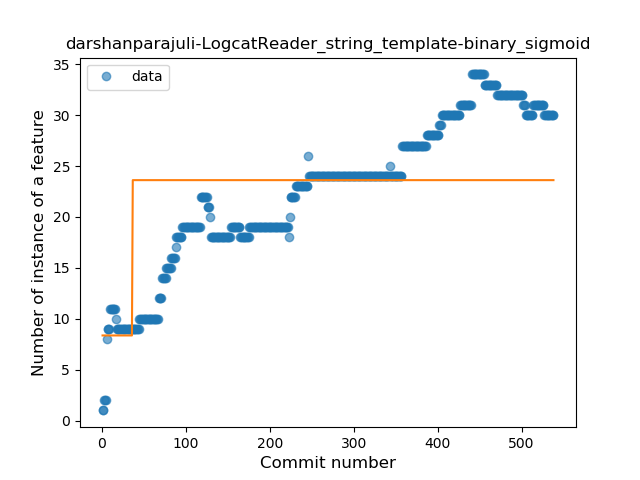 darshanparajuli-LogcatReader_string_template-binary_sigmoid
data
Number of instance of a feature
35
30
25
20
15
10
5
0
0 100 200 300 400 500
Commit number